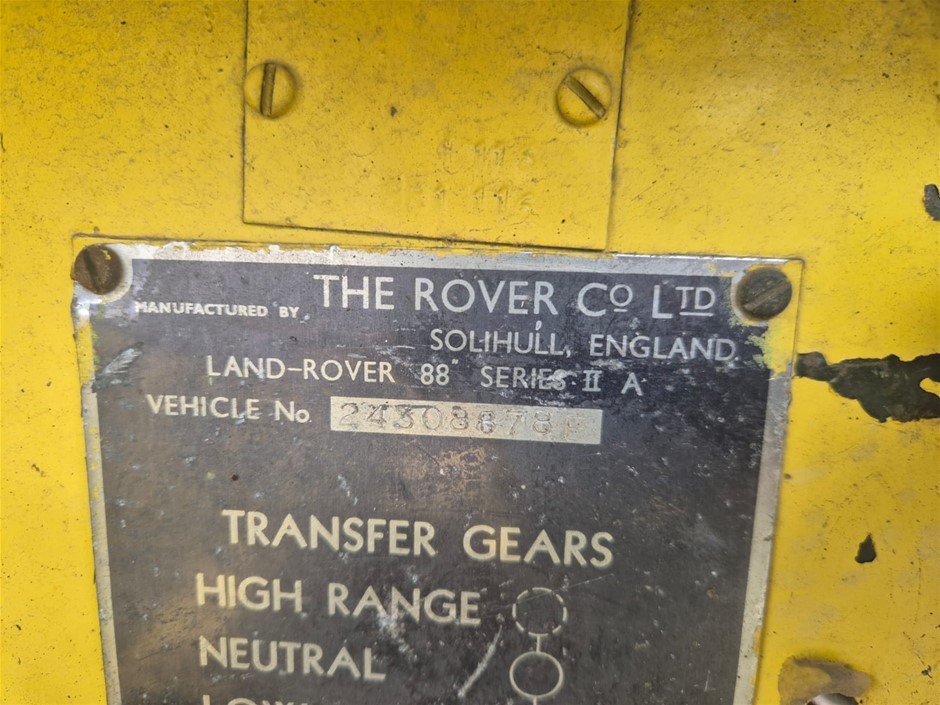 THE ROVER Cº LTD
MANUFACTURED BY
SOLIHULL, ENGLAND.
LAND-ROVER 88" SERIES II A
VEHICLE No.
TRANSFER GEARS
HIGH RANGE
NEUTRAL